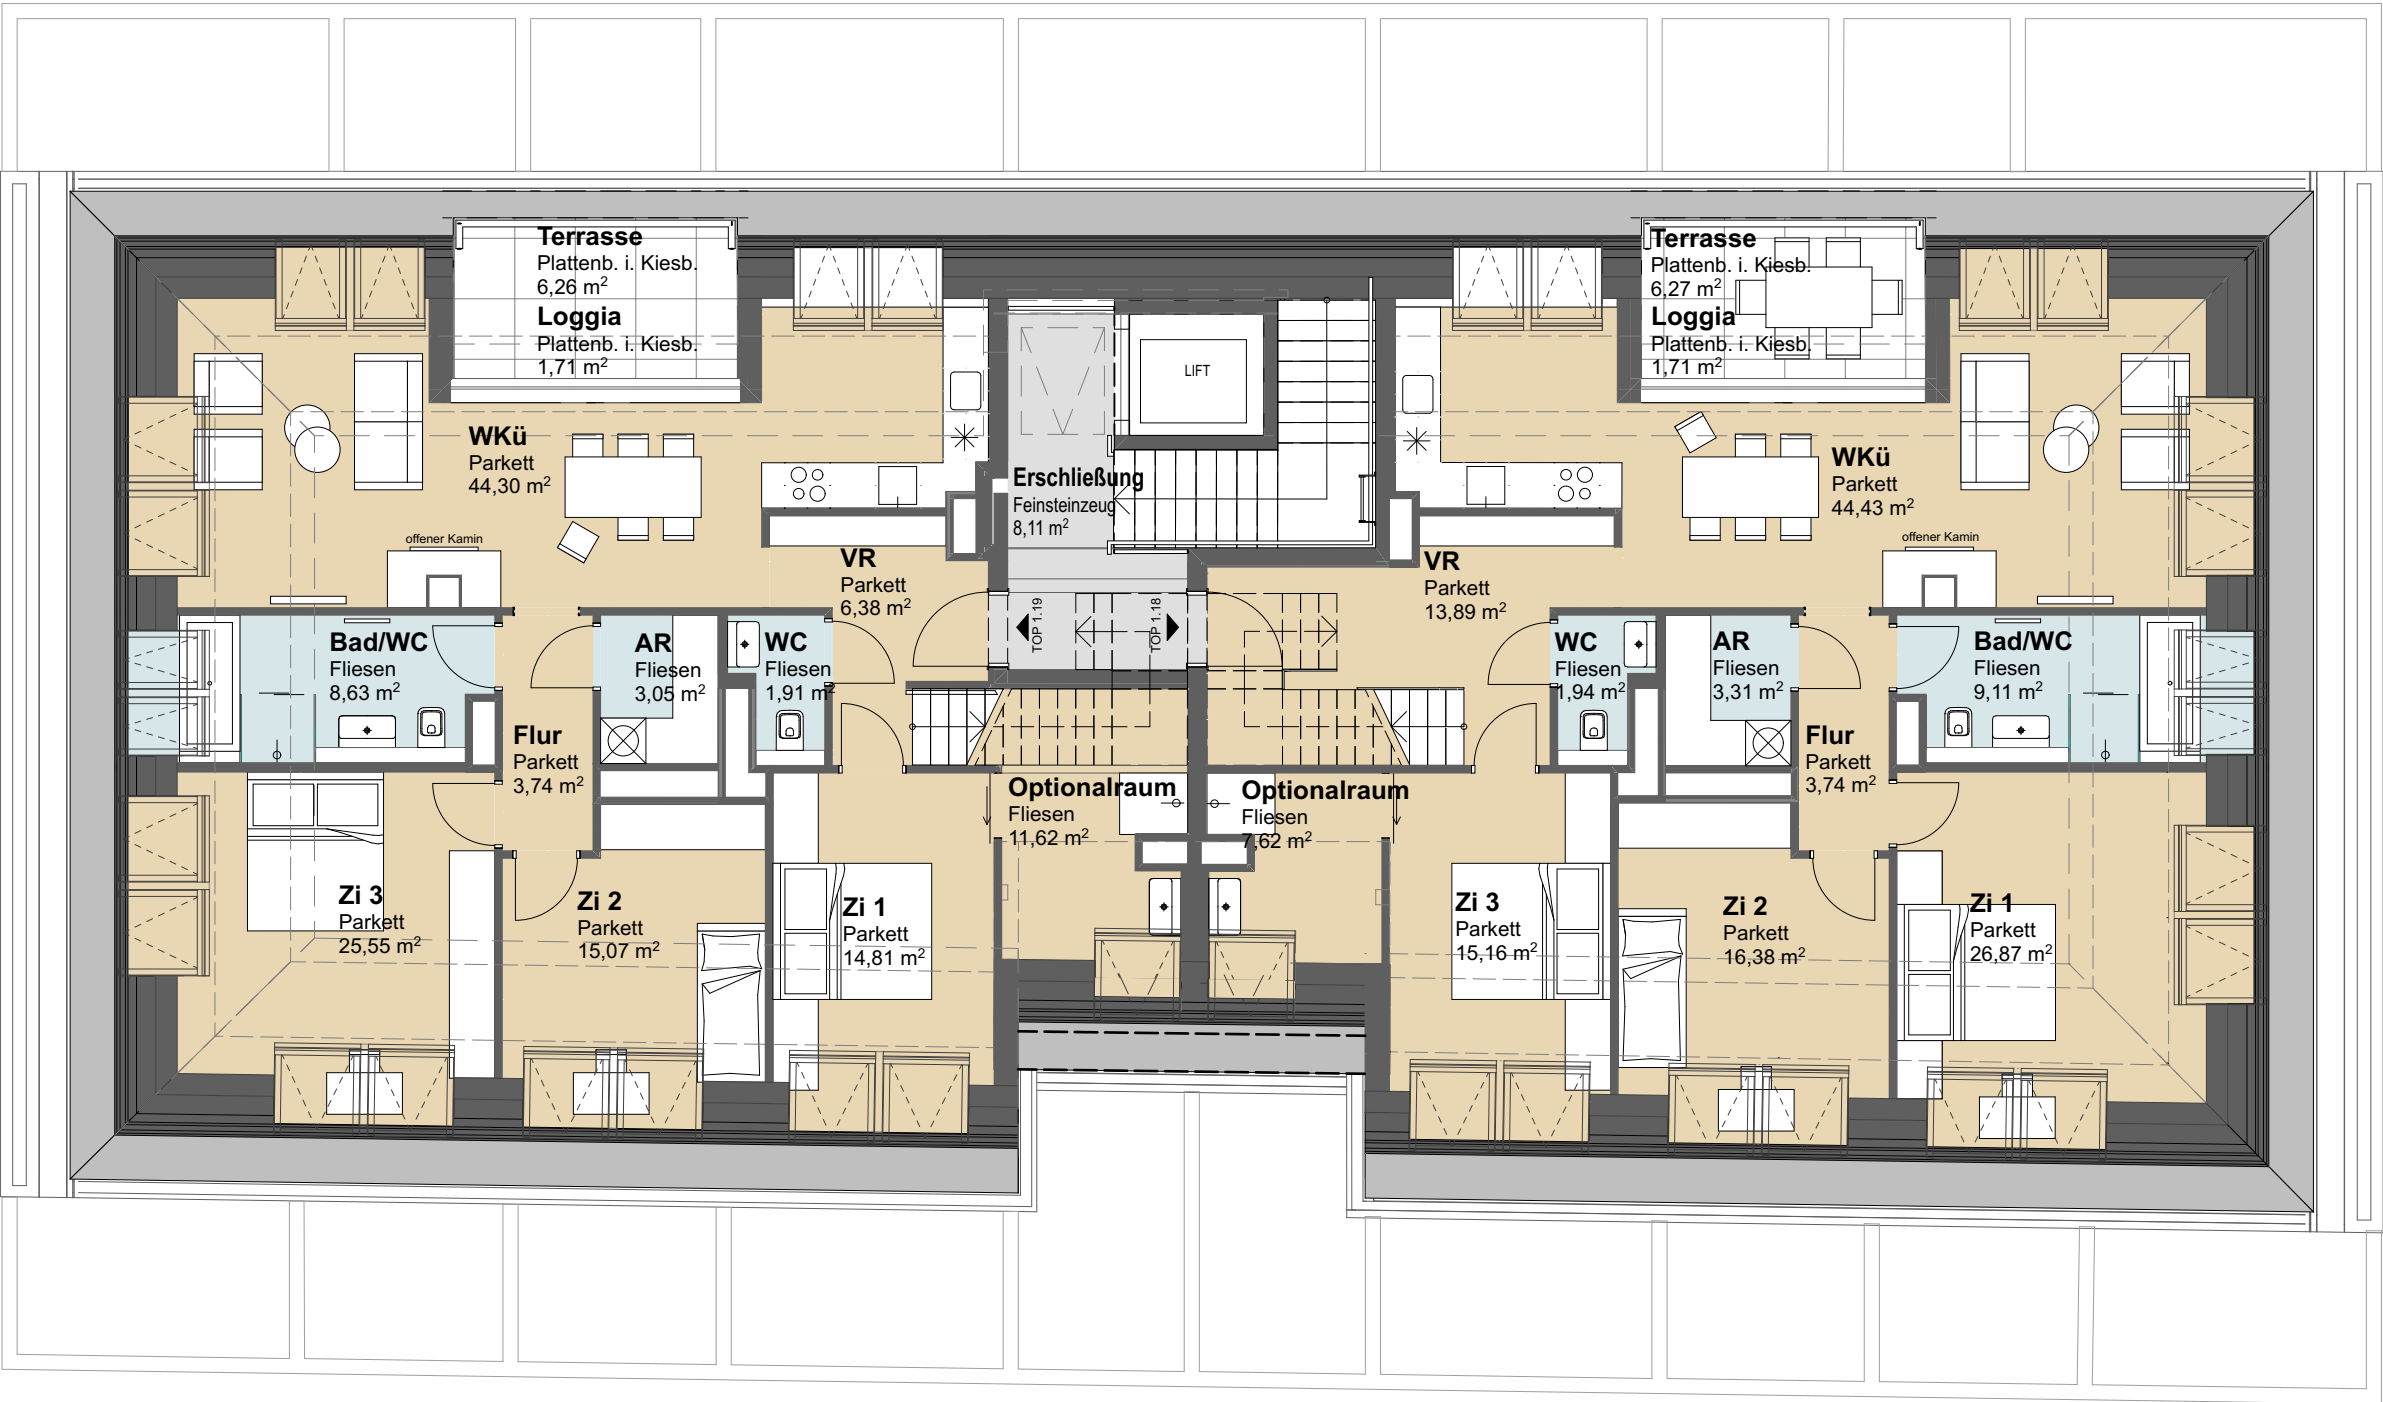 Terrasse
Plattenb. i. Kiesb.
6,26 m²
Loggia
Plattenb. i. Kiesb.
1,71 m²
Terrasse
Plattenb. i. Kiesb.
6,27 m²
Loggia
Plattenb. i. Kiesb.
1,71 m²
LIFT
WKü
Parkett
44,30 m²
Erschließung
Feinsteinzeug
8,11 m²
WKü
Parkett
44,43 m²
offener Kamin
offener Kamin
VR
Parkett
6,38 m²
VR
Parkett
13,89 m²
TOP 1.19
TOP 1.18
Bad/WC
Fliesen
8,63 m²
AR
Fliesen
3,05 m²
WC
Fliesen
1,91 m²
WC
Fliesen
1,94 m²
AR
Fliesen
3,31 m²
Bad/WC
Fliesen
9,11 m²
Flur
Parkett
3,74 m²
Flur
Parkett
3,74 m²
Optionalraum
Fliesen
11,62 m²
Optionalraum
Fliesen
7,62 m²
Zi 3
Parkett
25,55 m²
Zi 2
Parkett
15,07 m²
Zi 1
Parkett
14,81 m²
Zi 3
Parkett
15,16 m²
Zi 2
Parkett
16,38 m²
Zi 1
Parkett
26,87 m²